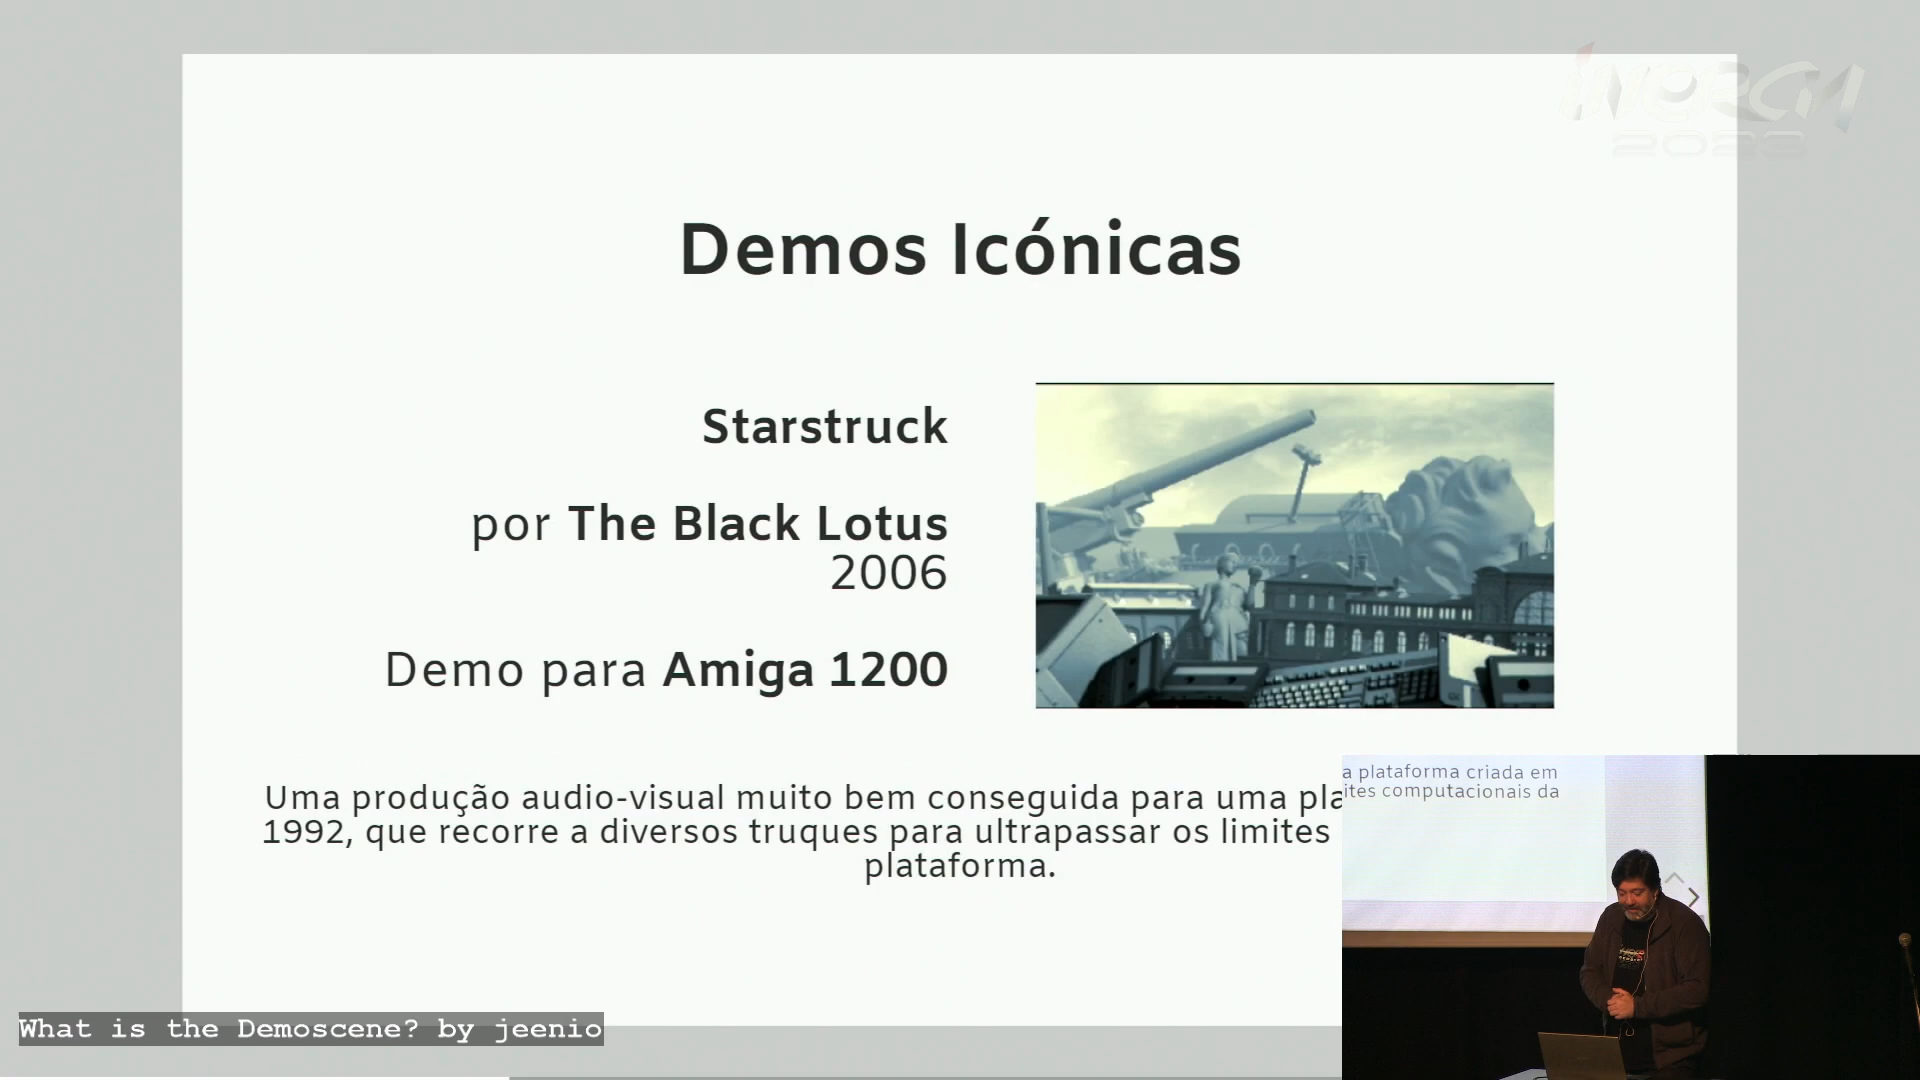 INÉRCIA
2023
Demos Icónicas
Starstruck
por The Black Lotus
2006
Demo para Amiga 1200
Uma produção audio-visual muito bem conseguida para uma pla
1992, que recorre a diversos truques para ultrapassar os limites
plataforma.
a plataforma criada em
ites computacionais da
What is the Demoscene? by jeenio